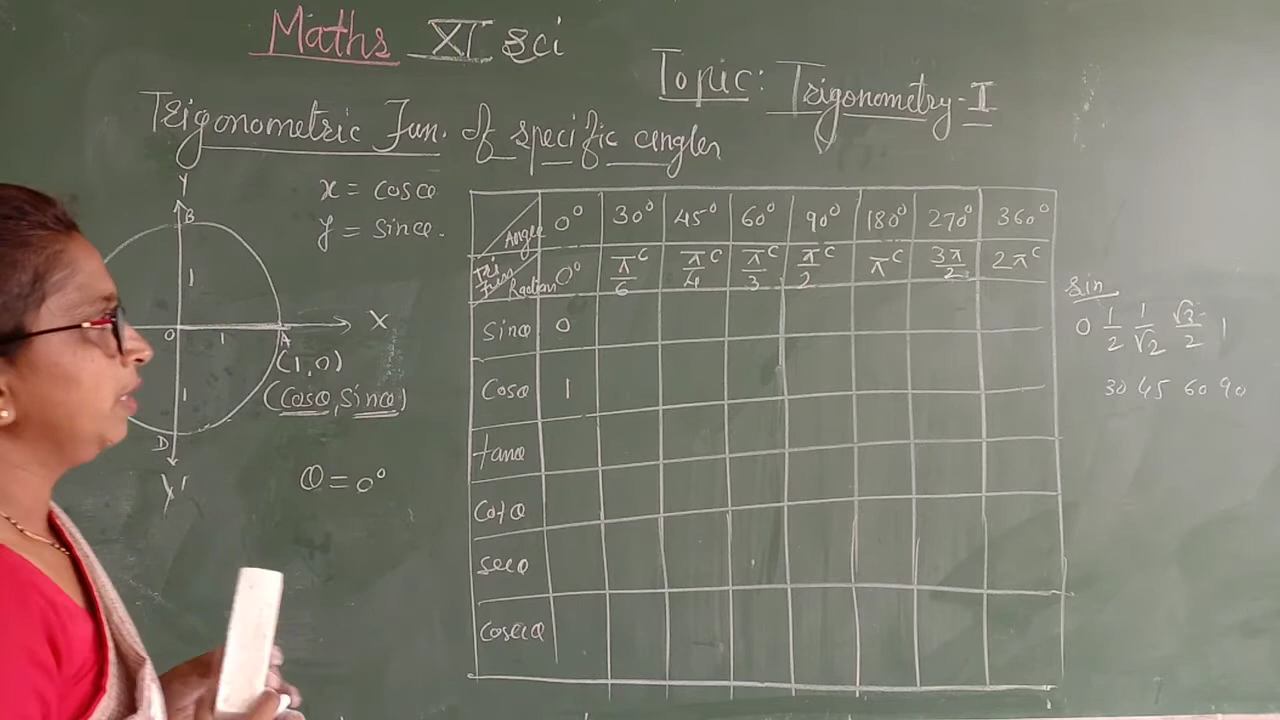 Maths XI sci
Topic: Trigonometry-I
Trigonometric Fun. of specific angles
x = cosθ
y = sinθ.
Y
B
1
O 1 A X
(1,0)
(cosθ, sinθ)
1
D
Y'
θ = 0°
Angle 0° 30° 45° 60° 90° 180° 270° 360°
Tri Funs Radian 0° π/6 c π/4 c π/3 c π/2 c π c 3π/2 2π c
sinθ 0
cosθ 1
tanθ
cotθ
secθ
cosecθ
sin
0 1/2 1/√2 √3/2 1
30 45 60 90